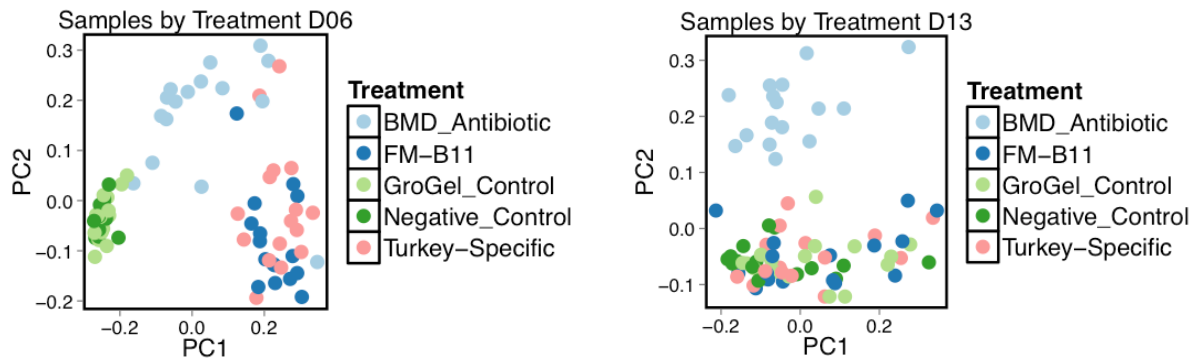 Samples by Treatment D06
0.3
0.2
0.1
0.0
−0.1
−0.2
PC2
−0.2
0.0
0.2
PC1
Treatment
BMD_Antibiotic
FM−B11
GroGel_Control
Negative_Control
Turkey−Specific
Samples by Treatment D13
0.3
0.2
0.1
0.0
−0.1
PC2
−0.2
0.0
0.2
PC1
Treatment
BMD_Antibiotic
FM−B11
GroGel_Control
Negative_Control
Turkey−Specific